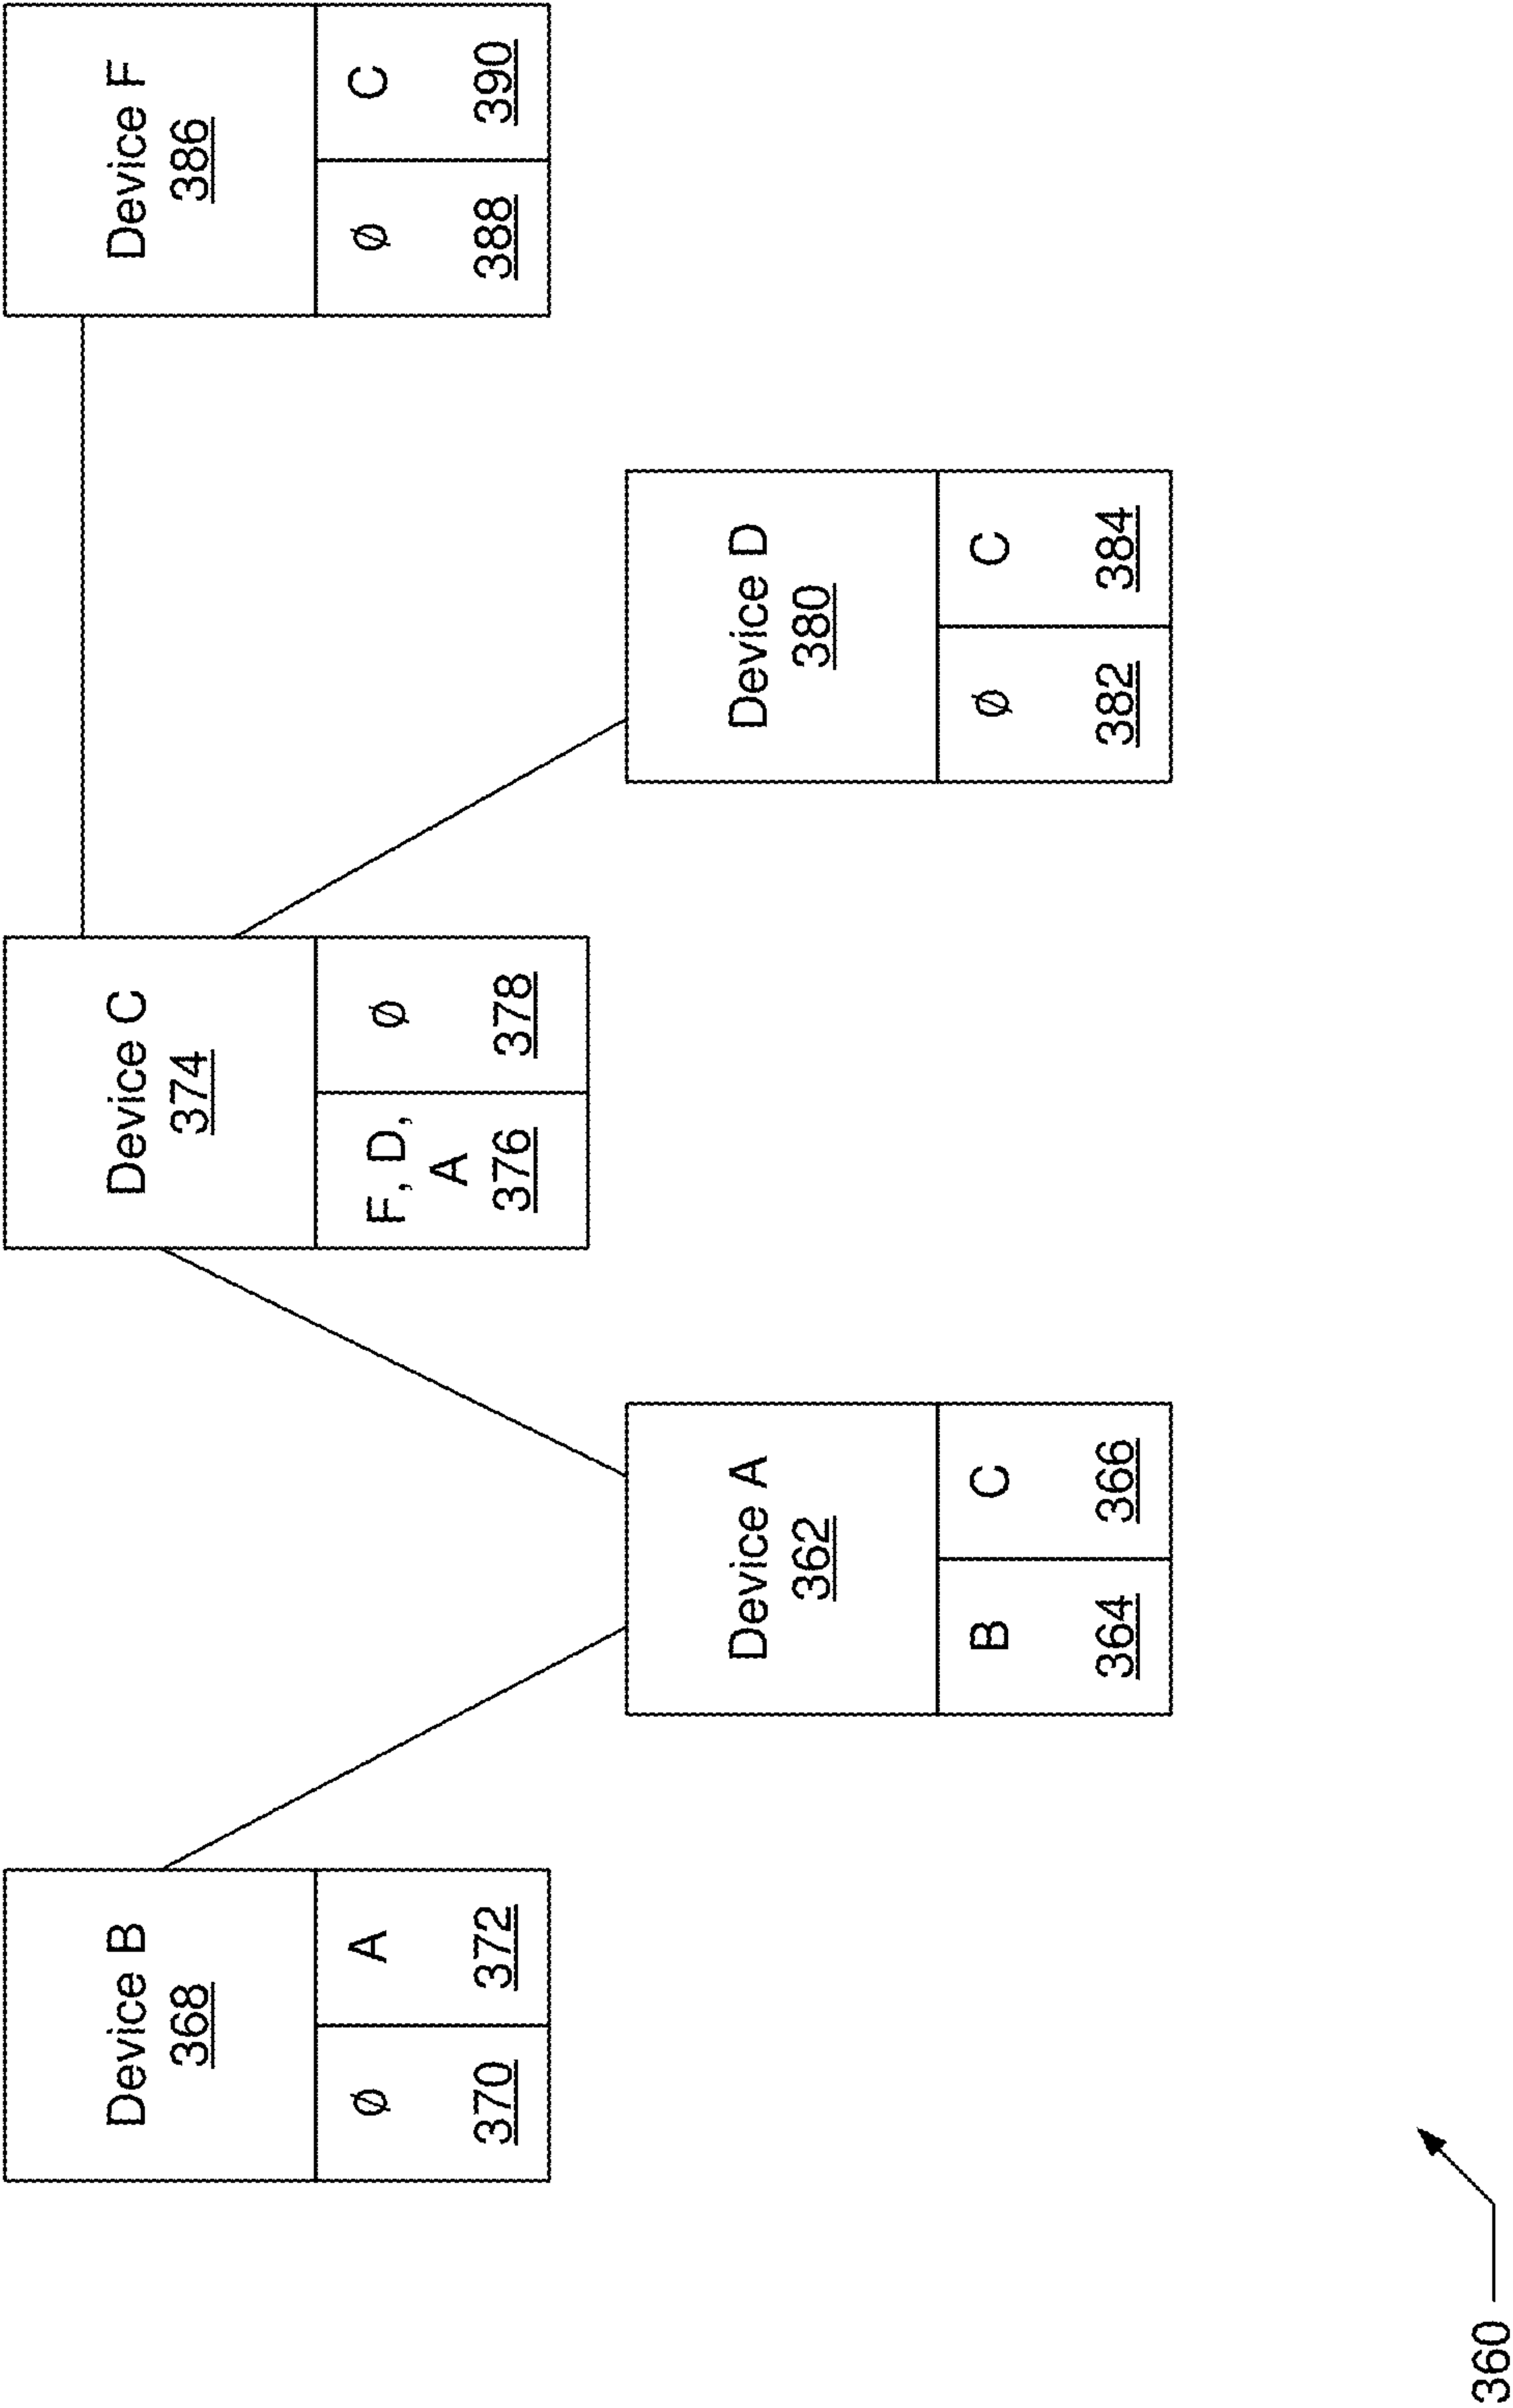 Device B
368
ø
370
A
372
Device A
362
B
364
C
366
Device C
374
F, D,
A
376
ø
378
Device D
380
ø
382
C
384
Device F
386
ø
388
C
390
360